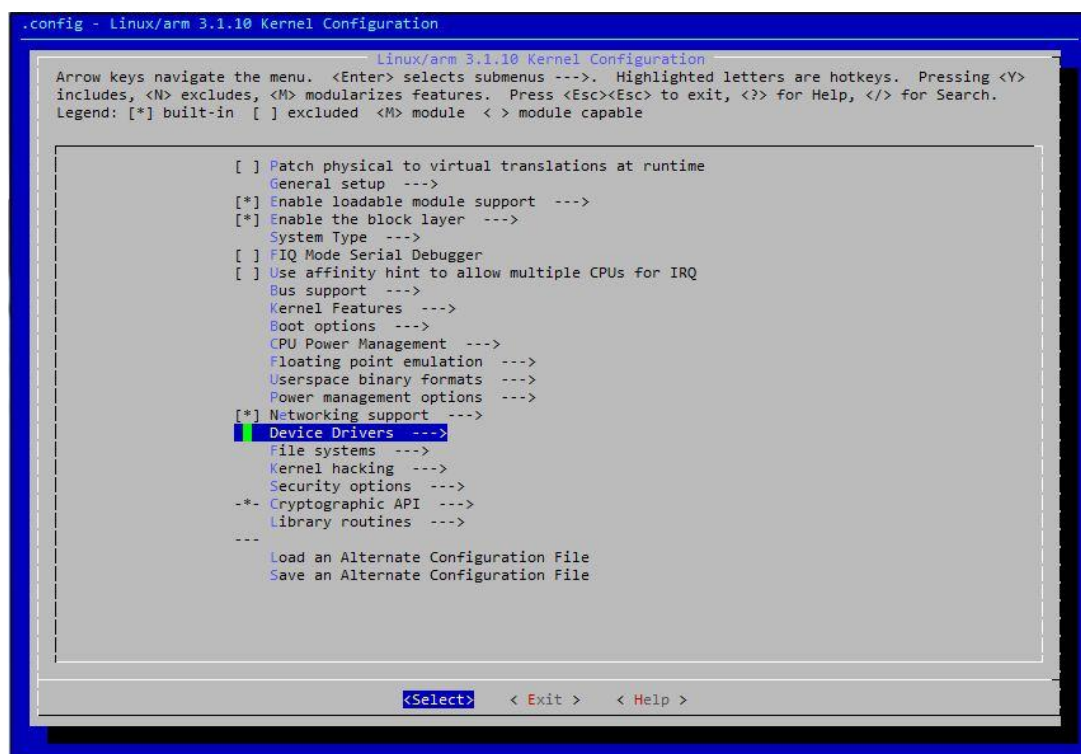 .config - Linux/arm 3.1.10 Kernel Configuration
Linux/arm 3.1.10 Kernel Configuration
Arrow keys navigate the menu.  <Enter> selects submenus --->.  Highlighted letters are hotkeys.  Pressing <Y>
includes, <N> excludes, <M> modularizes features.  Press <Esc><Esc> to exit, <?> for Help, </> for Search.
Legend: [*] built-in  [ ] excluded  <M> module  < > module capable
[ ] Patch physical to virtual translations at runtime
General setup  --->
[*] Enable loadable module support  --->
[*] Enable the block layer  --->
System Type  --->
[ ] FIQ Mode Serial Debugger
[ ] Use affinity hint to allow multiple CPUs for IRQ
Bus support  --->
Kernel Features  --->
Boot options  --->
CPU Power Management  --->
Floating point emulation  --->
Userspace binary formats  --->
Power management options  --->
[*] Networking support  --->
Device Drivers  --->
File systems  --->
Kernel hacking  --->
Security options  --->
-*- Cryptographic API  --->
Library routines  --->
---
Load an Alternate Configuration File
Save an Alternate Configuration File
<Select>    < Exit >    < Help >